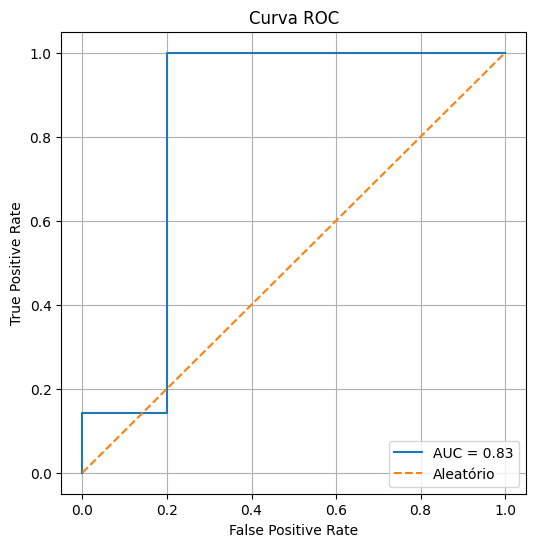 Curva ROC
1.0
0.8
0.6
0.4
0.2
0.0
True Positive Rate
0.0 0.2 0.4 0.6 0.8 1.0
False Positive Rate
AUC = 0.83
Aleatório